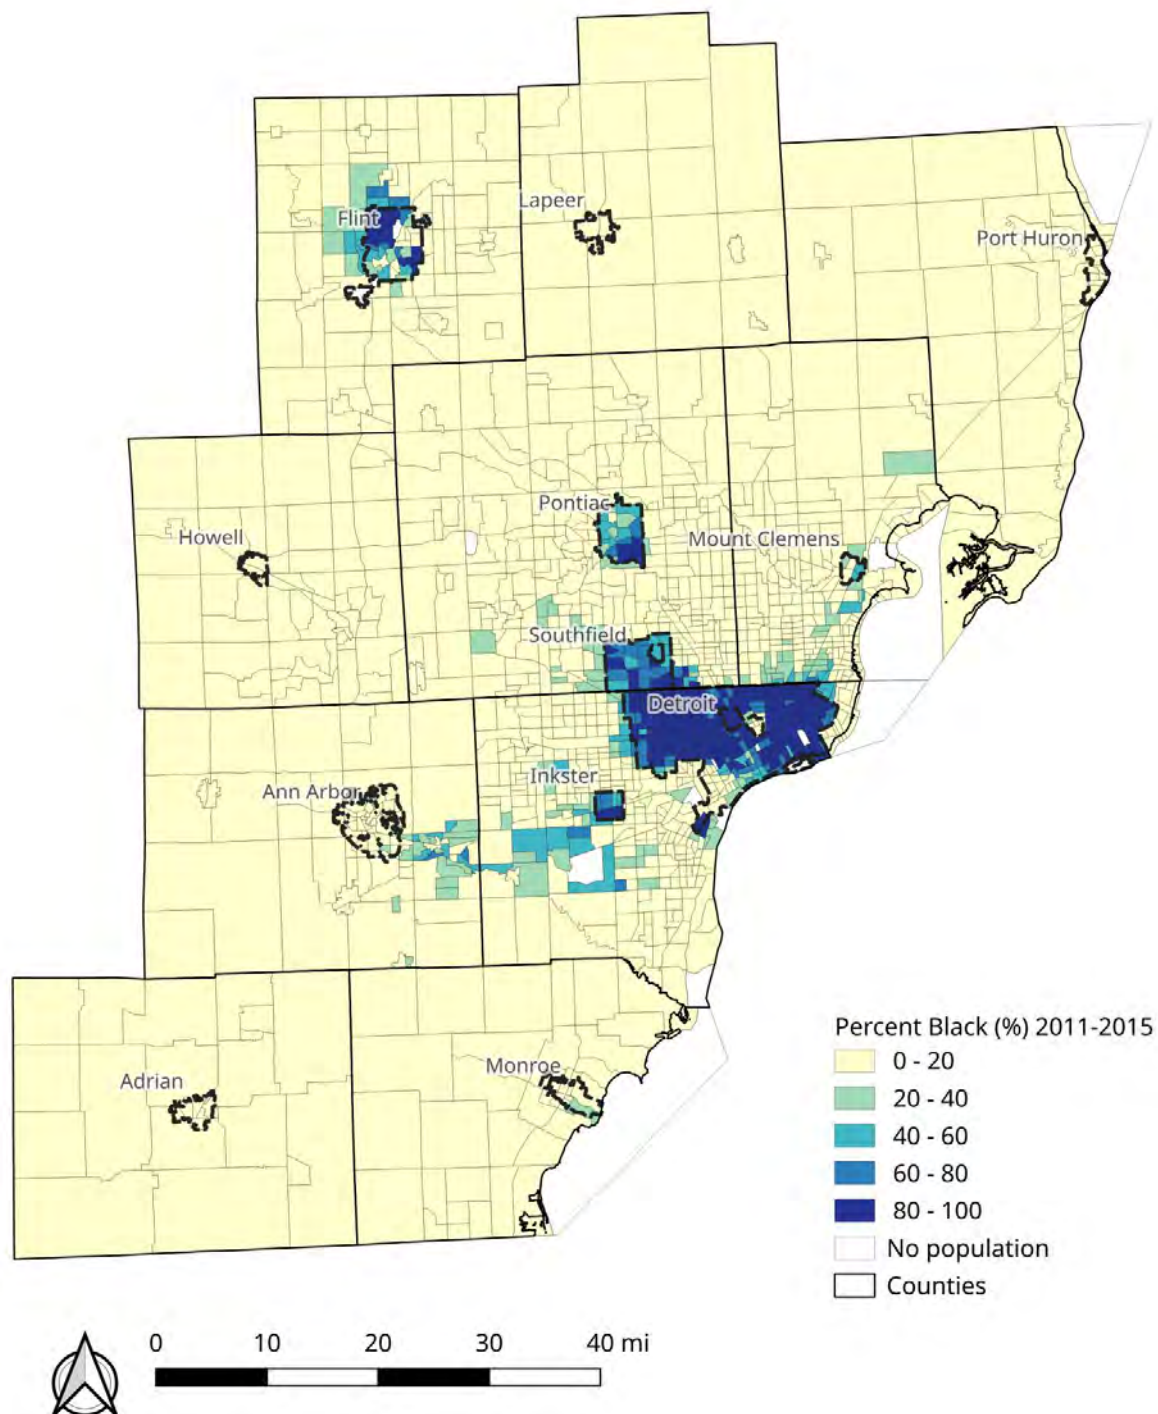 Lapeer
Flint
Port Huron
Pontiac
Howell
Mount Clemens
Southfield
Detroit
Inkster
Ann Arbor
Monroe
Adrian
Percent Black (%) 2011-2015
0 - 20
20 - 40
40 - 60
60 - 80
80 - 100
No population
Counties
0 10 20 30 40 mi